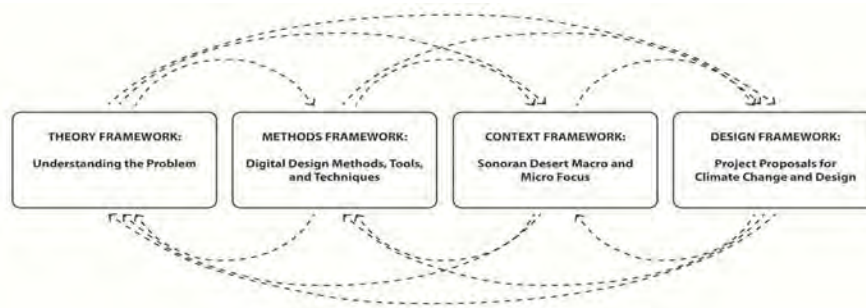 THEORY FRAMEWORK:
Understanding the Problem
METHODS FRAMEWORK:
Digital Design Methods, Tools,
and Techniques
CONTEXT FRAMEWORK:
Sonoran Desert Macro and
Micro Focus
DESIGN FRAMEWORK:
Project Proposals for
Climate Change and Design